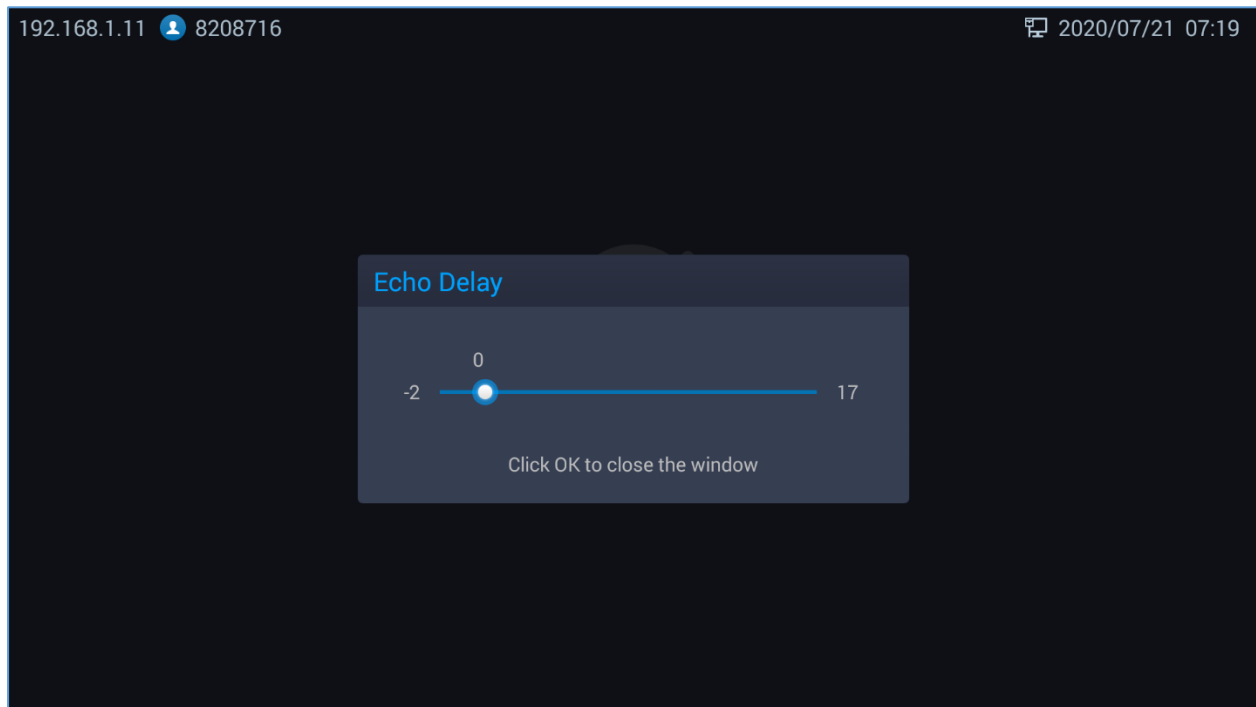 192.168.1.11 8208716 2020/07/21 07:19
Echo Delay
0
-2 17
Click OK to close the window